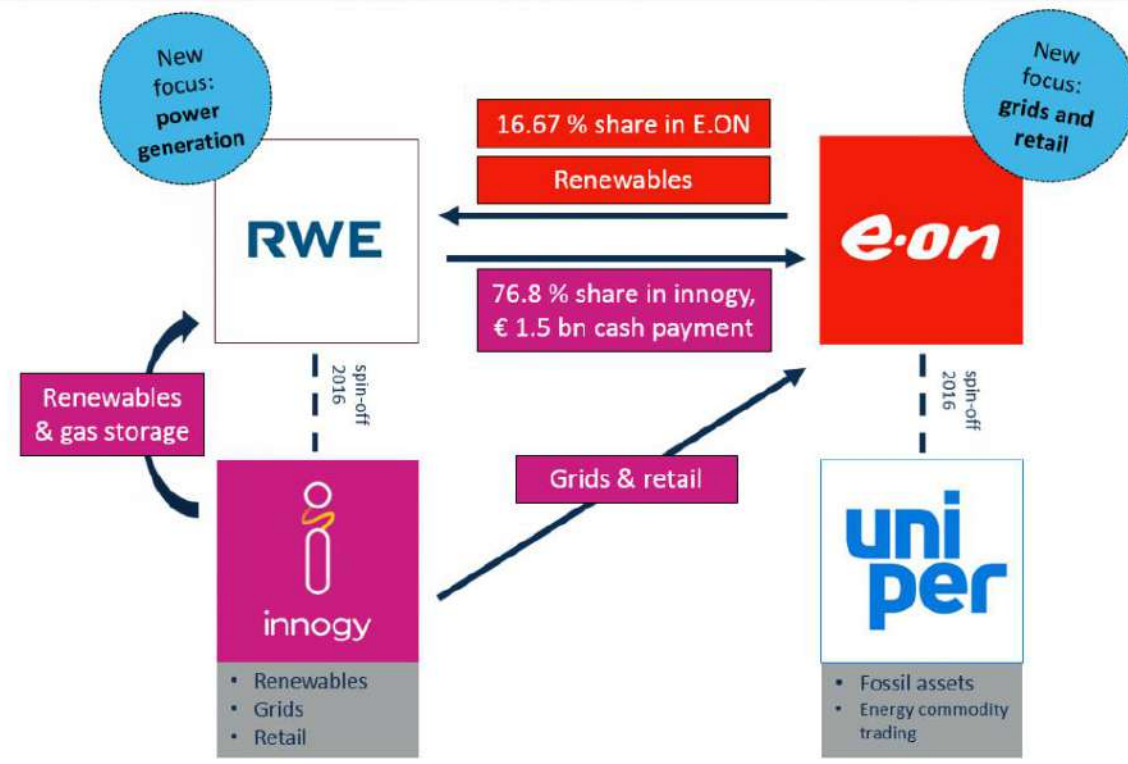 New
focus:
power
generation
New
focus:
grids and
retail
16.67 % share in E.ON
Renewables
RWE
e·on
76.8 % share in innogy,
€ 1.5 bn cash payment
Renewables
& gas storage
spin-off
2016
spin-off
2016
Grids & retail
innogy
uni
per
• Renewables
• Grids
• Retail
• Fossil assets
• Energy commodity
trading